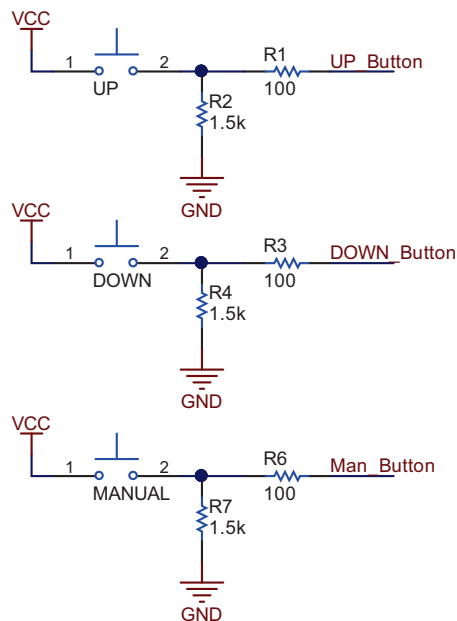 VCC
1 2 R1 UP_Button
UP 100
R2
1.5k
GND
VCC
1 2 R3 DOWN_Button
DOWN 100
R4
1.5k
GND
VCC
1 2 R6 Man_Button
MANUAL 100
R7
1.5k
GND